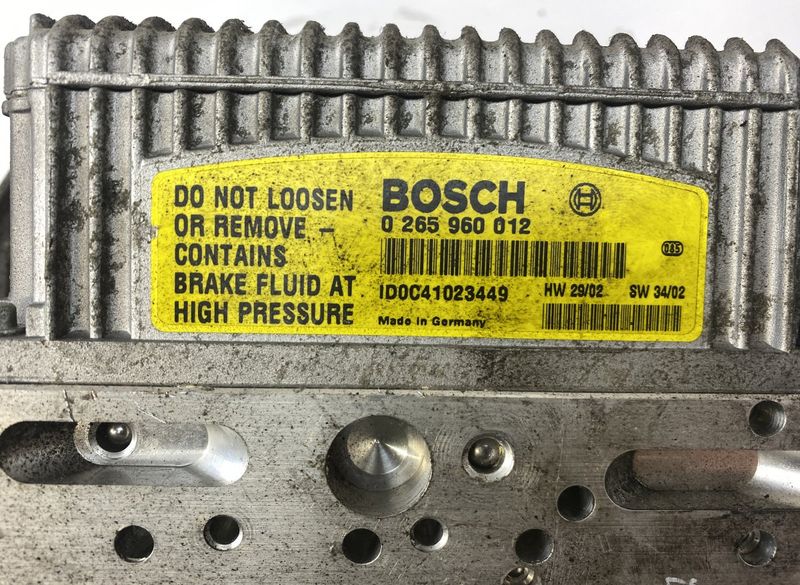 DO NOT LOOSEN
OR REMOVE –
CONTAINS
BRAKE FLUID AT
HIGH PRESSURE
BOSCH
0 265 960 012
085
ID0C41023449
HW 29/02 SW 34/02
Made in Germany